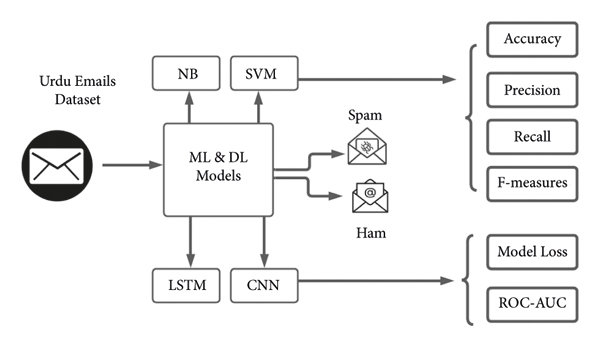 Urdu Emails
Dataset
NB
SVM
ML & DL
Models
Spam
@
Ham
LSTM
CNN
Accuracy
Precision
Recall
F-measures
Model Loss
ROC-AUC